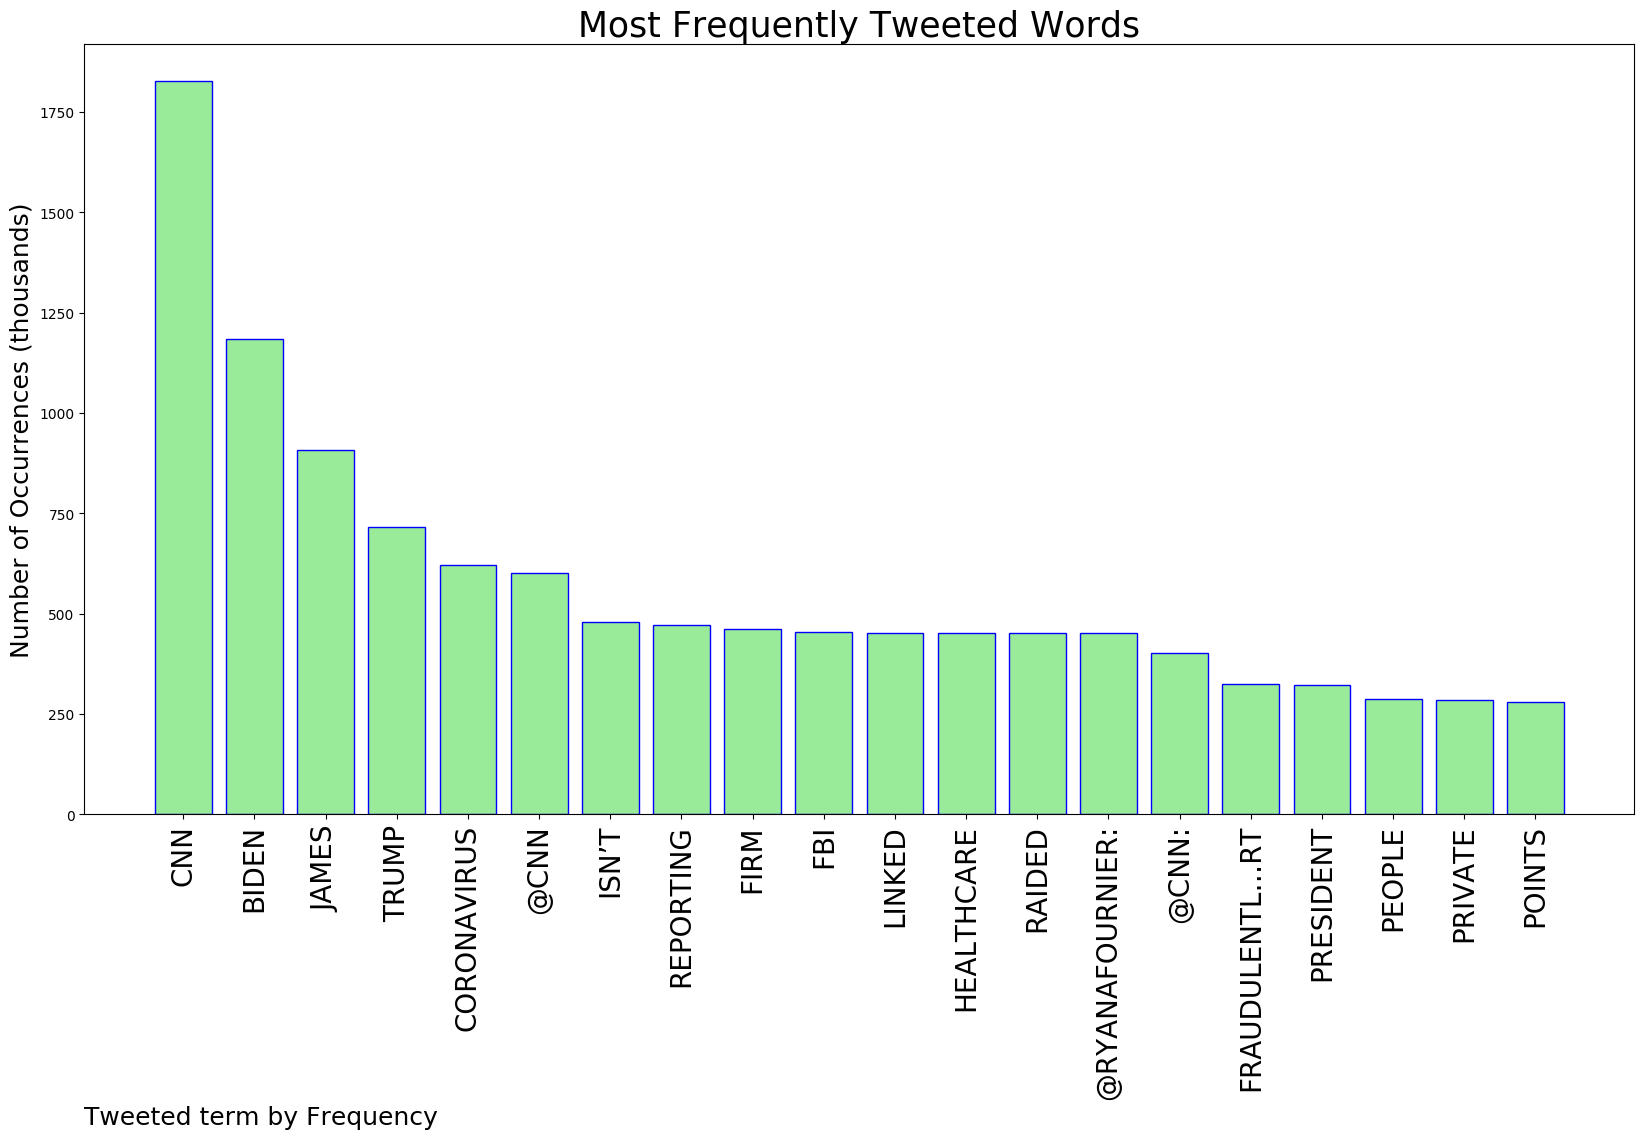 Most Frequently Tweeted Words
Number of Occurrences (thousands)
1750
1500
1250
1000
750
500
250
0
CNN
BIDEN
JAMES
TRUMP
CORONAVIRUS
@CNN
ISN’T
REPORTING
FIRM
FBI
LINKED
HEALTHCARE
RAIDED
@RYANAFOURNIER:
@CNN:
FRAUDULENTL…RT
PRESIDENT
PEOPLE
PRIVATE
POINTS
Tweeted term by Frequency